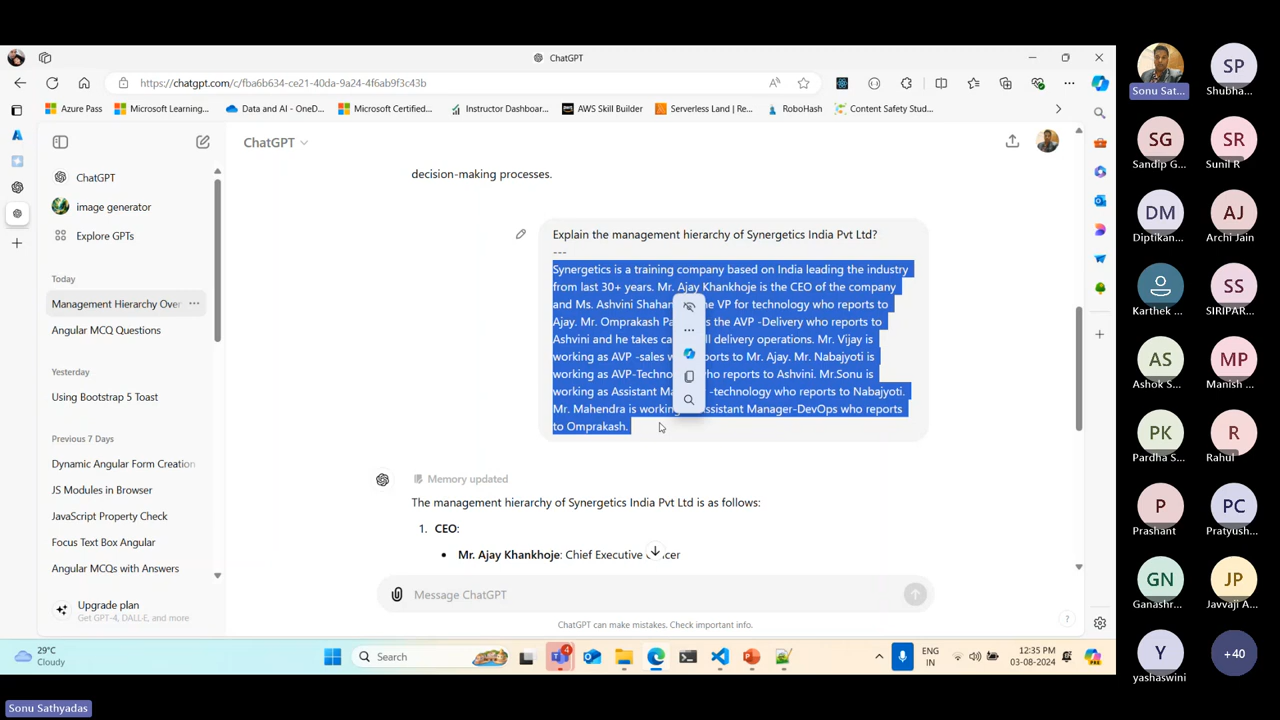 ChatGPT
https://chatgpt.com/c/fba6b634-ce21-40da-9a24-4f6ab9f3c43b
Azure Pass
Microsoft Learning...
Data and AI - OneD...
Microsoft Certified...
Instructor Dashboar...
AWS Skill Builder
Serverless Land | Re...
RoboHash
Content Safety Stud...
ChatGPT
image generator
Explore GPTs
Today
Management Hierarchy Over
Angular MCQ Questions
Yesterday
Using Bootstrap 5 Toast
Previous 7 Days
Dynamic Angular Form Creation
JS Modules in Browser
JavaScript Property Check
Focus Text Box Angular
Angular MCQs with Answers
Upgrade plan
Get GPT-4, DALL·E, and more
ChatGPT
decision-making processes.
Explain the management hierarchy of Synergetics India Pvt Ltd?
---
Synergetics is a training company based on India leading the industry
from last 30+ years. Mr. Ajay Khankhoje is the CEO of the company
and Ms. Ashvini Shahar he VP for technology who reports to
Ajay. Mr. Omprakash Pa s the AVP -Delivery who reports to
Ashvini and he takes ca ll delivery operations. Mr. Vijay is
working as AVP -sales w ports to Mr. Ajay. Mr. Nabajyoti is
working as AVP-Techno ho reports to Ashvini. Mr.Sonu is
working as Assistant Ma -technology who reports to Nabajyoti.
Mr. Mahendra is working ssistant Manager-DevOps who reports
to Omprakash.
Memory updated
The management hierarchy of Synergetics India Pvt Ltd is as follows:
1. CEO:
Mr. Ajay Khankhoje: Chief Executive cer
Message ChatGPT
ChatGPT can make mistakes. Check important info.
?
29°C
Cloudy
Search
4
ENG
IN
12:35 PM
03-08-2024
Sonu Sat...
SP
Shubha...
SG
Sandip G...
SR
Sunil R
DM
Diptikan...
AJ
Archi Jain
Karthek ...
SS
SIRIPAR...
AS
Ashok S...
MP
Manish ...
PK
Pardha S...
R
Rahul
P
Prashant
PC
Pratyush...
GN
Ganashr...
JP
Javvaji A...
Y
yashaswini
+40
Sonu Sathyadas